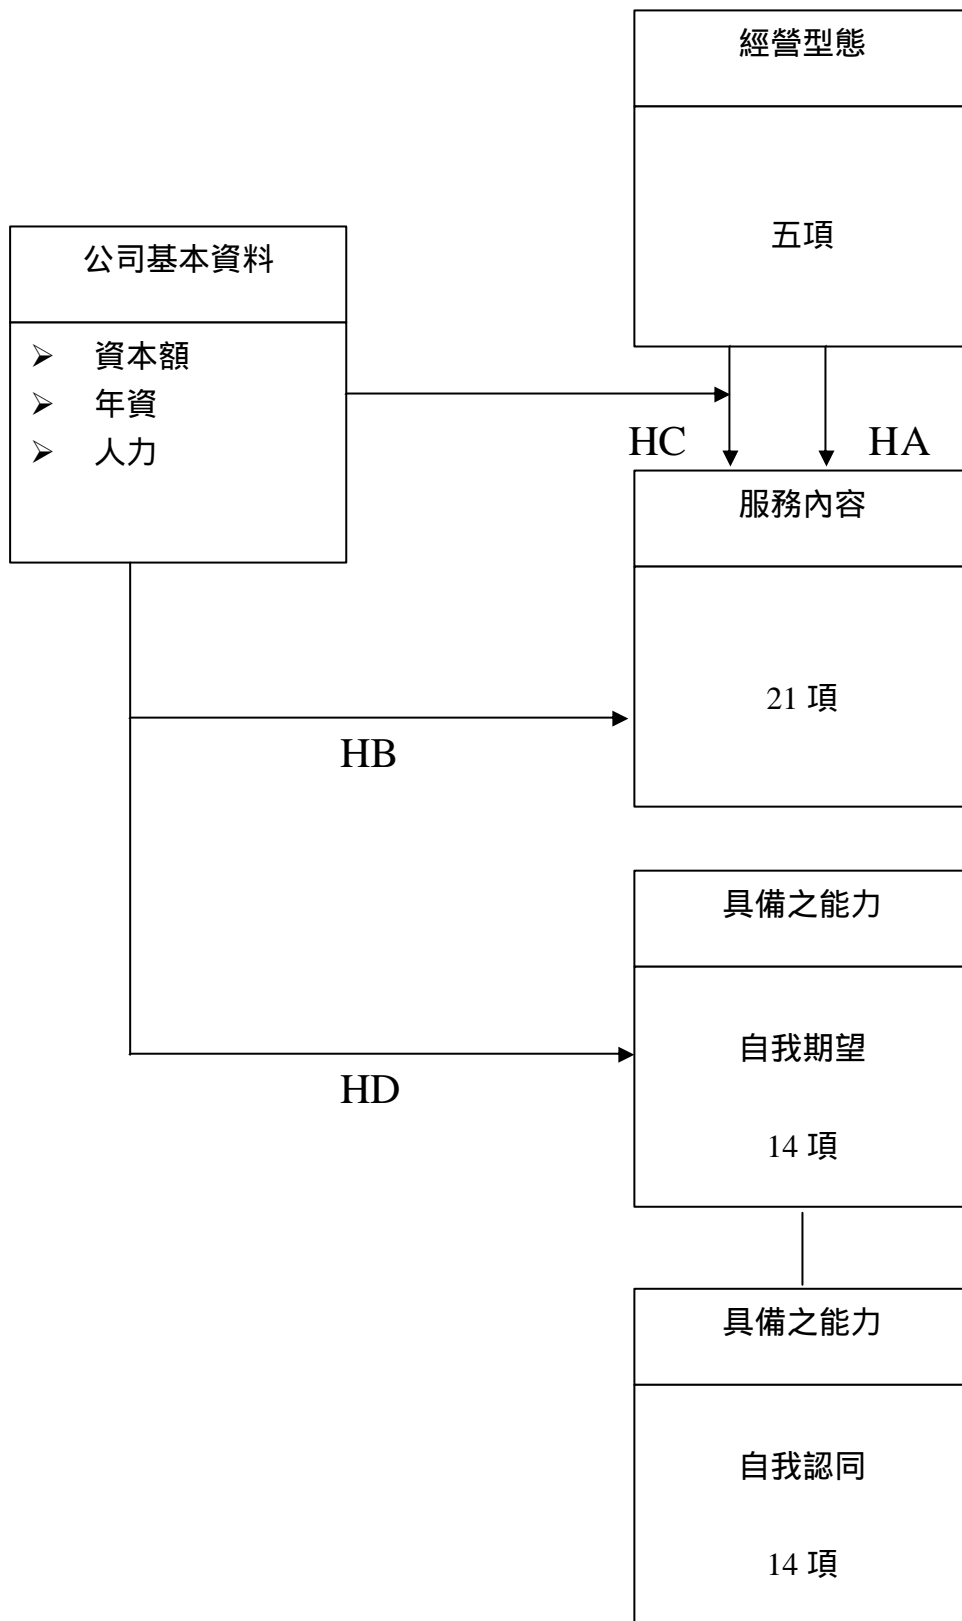 經營型態
五項
公司基本資料
➢ 資本額
➢ 年資
➢ 人力
HC
HA
服務內容
21 項
HB
具備之能力
自我期望
HD
14 項
具備之能力
自我認同
14 項